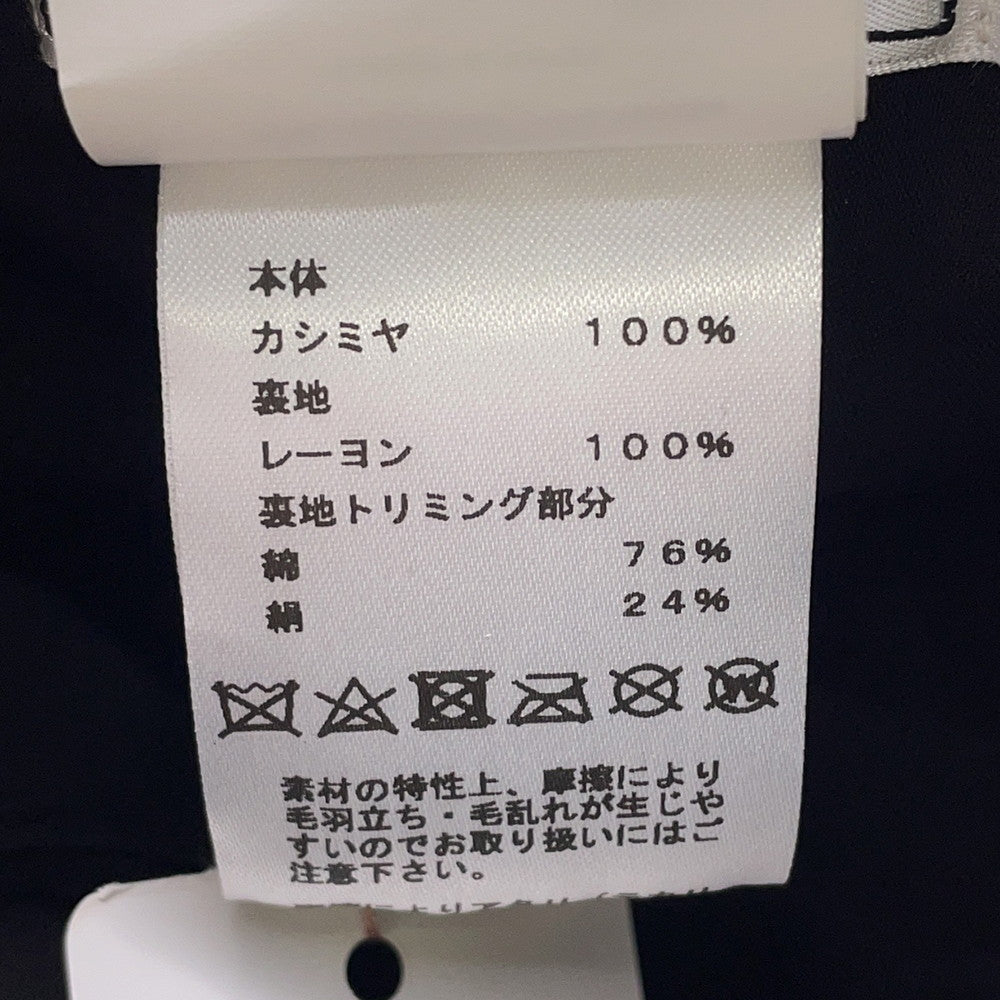 本体
カシミヤ 100%
裏地
レーヨン 100%
裏地トリミング部分
綿 76%
絹 24%
素材の特性上、摩擦により
毛羽立ち・毛乱れが生じや
すいのでお取り扱いにはご
注意下さい。